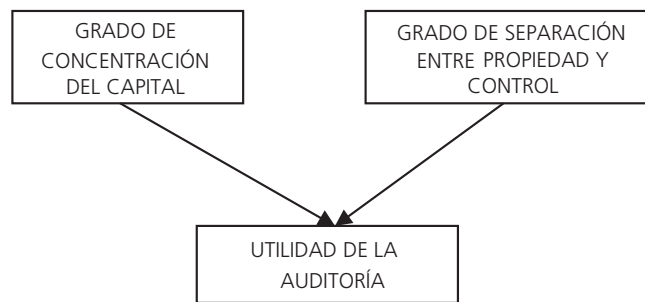 GRADO DE
CONCENTRACIÓN
DEL CAPITAL
GRADO DE SEPARACIÓN
ENTRE PROPIEDAD Y
CONTROL
UTILIDAD DE LA
AUDITORÍA